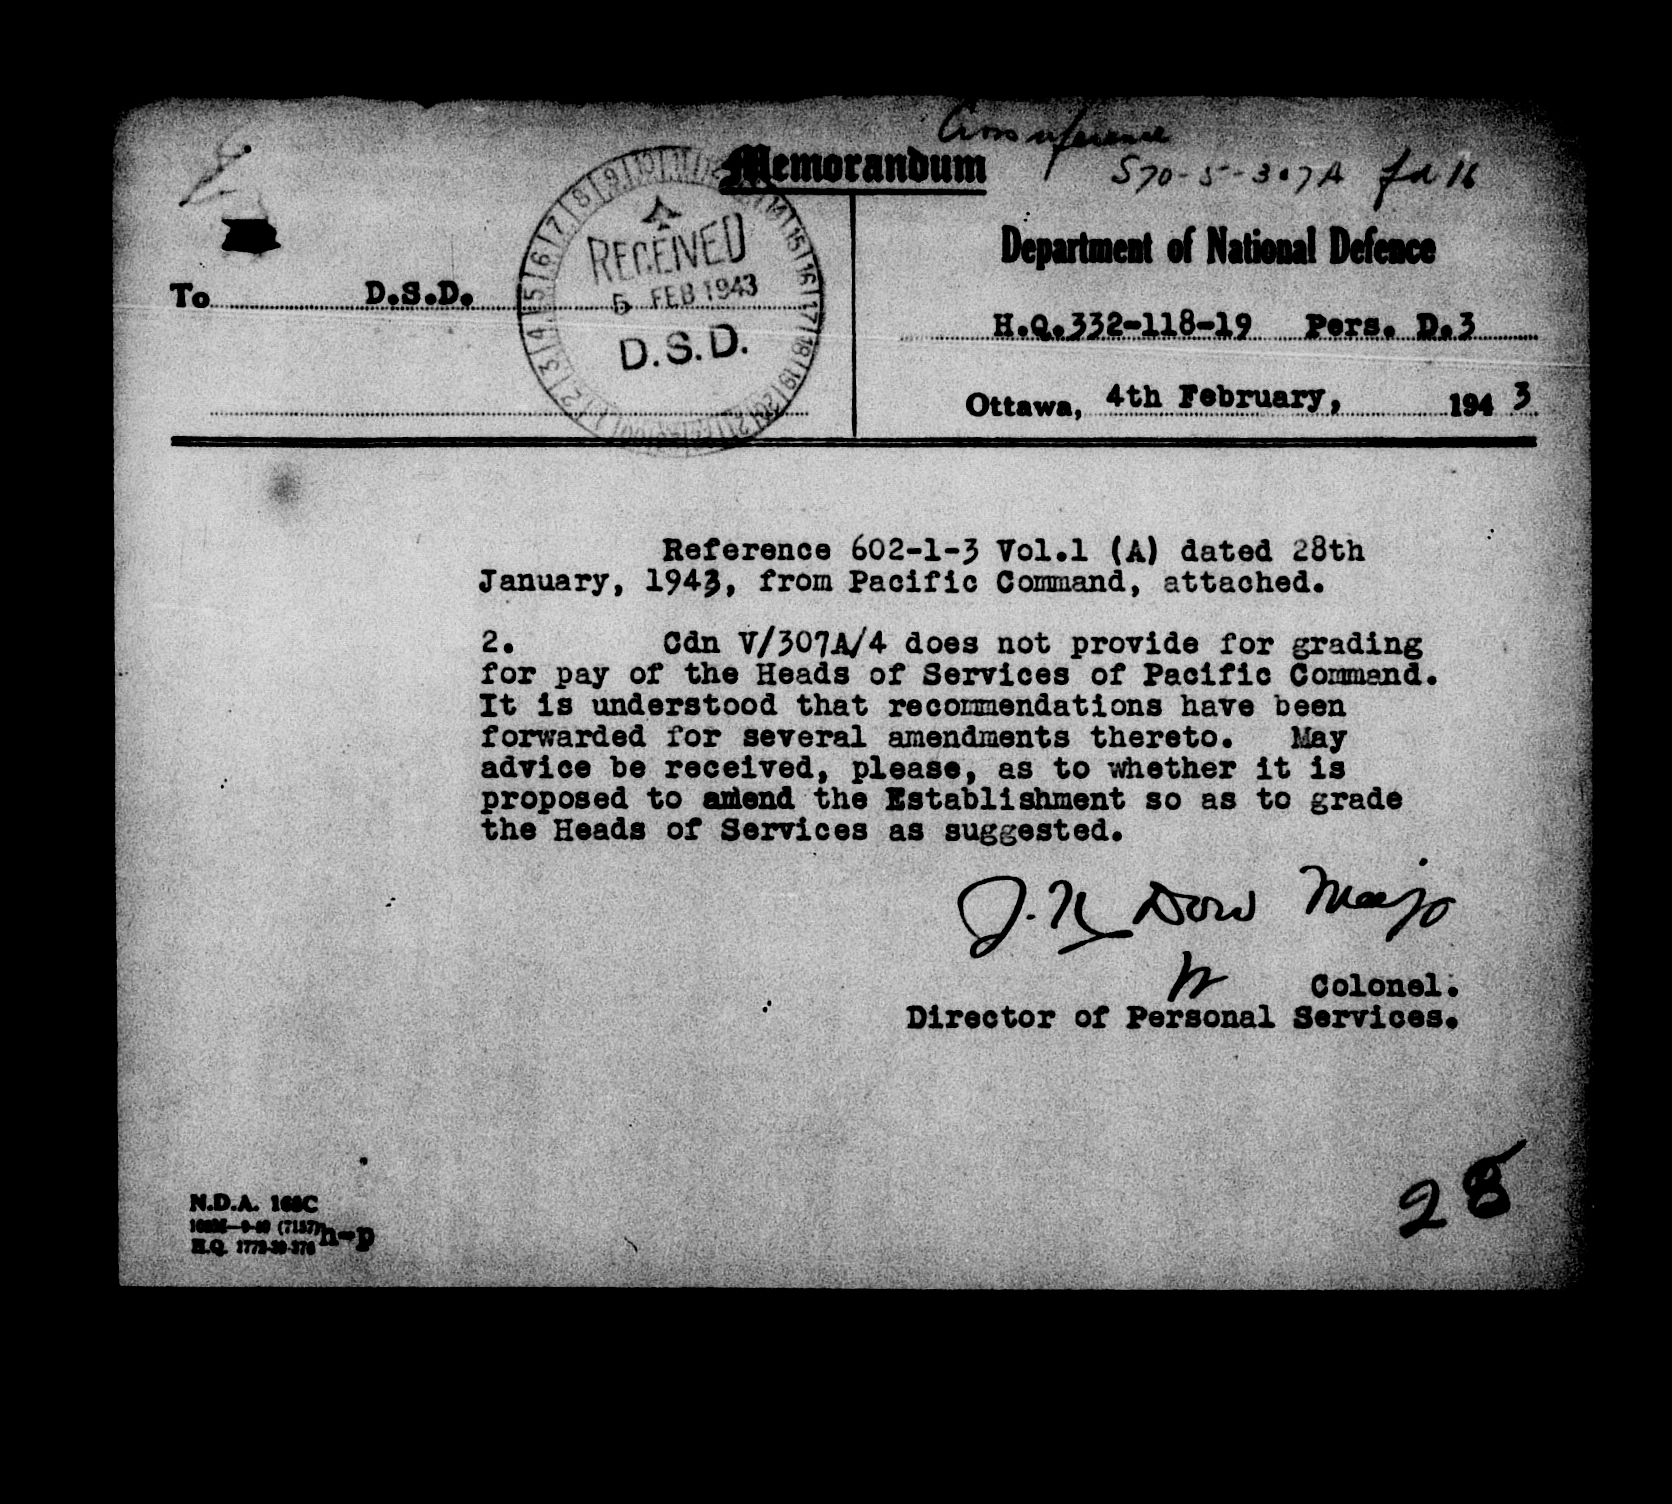 Cross reference
S70-5-307A fd 16
Memorandum
Department of National Defence
To D.S.D.
RECEIVED
5 FEB 1943
D.S.D.
H.Q.332-118-19 Pers. D.3
Ottawa, 4th February, 1943
Reference 602-1-3 Vol.1 (A) dated 28th
January, 1943, from Pacific Command, attached.
2. Cdn V/307A/4 does not provide for grading
for pay of the Heads of Services of Pacific Command.
It is understood that recommendations have been
forwarded for several amendments thereto. May
advice be received, please, as to whether it is
proposed to amend the Establishment so as to grade
the Heads of Services as suggested.
Dow Major
Colonel.
Director of Personal Services.
28
N.D.A. 168C
h-p
H.Q.